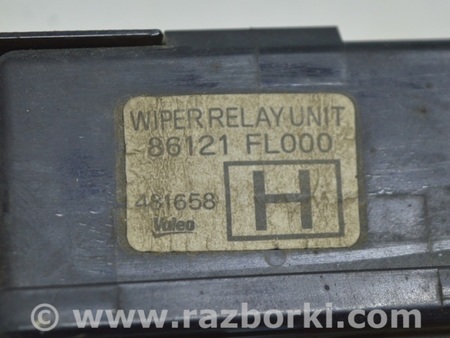 WIPER RELAY UNIT
86121 FL000
481658
H
Valeo
© www.razborki.com